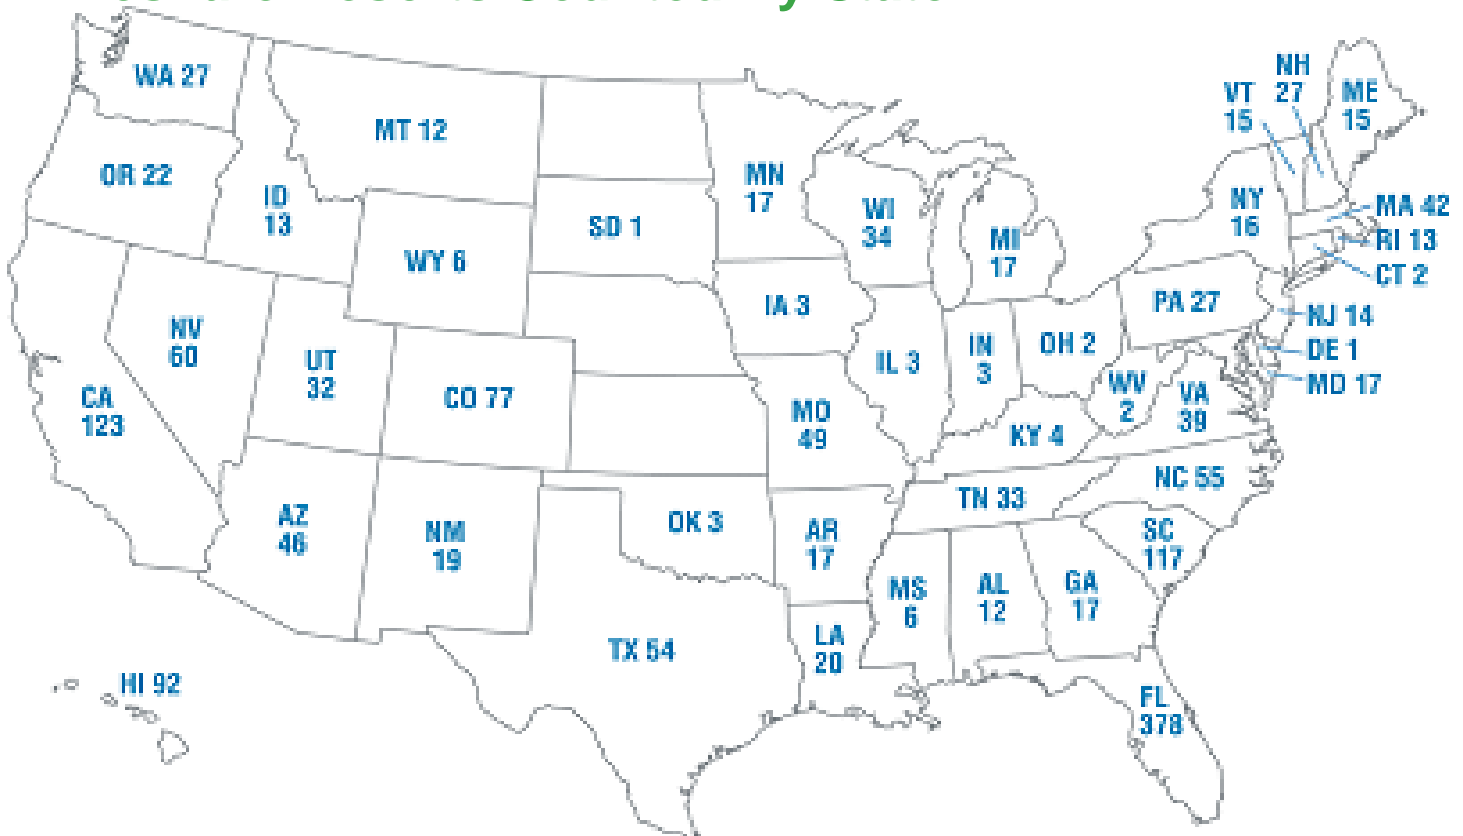 by State
WA 27
MT 12
OR 22
ID
13
WY 6
SD 1
MN
17
WI
34
MI
17
NY
16
VT
15
NH
27
ME
15
MA 42
RI 13
CT 2
PA 27
NJ 14
DE 1
MD 17
NV
60
UT
32
CO 77
CA
123
IA 3
IL 3
IN
3
OH 2
WV
2
VA
39
MO
49
KY 4
NC 55
TN 33
AZ
46
NM
19
OK 3
AR
17
SC
117
MS
6
AL
12
GA
17
TX 54
LA
20
HI 92
FL
378